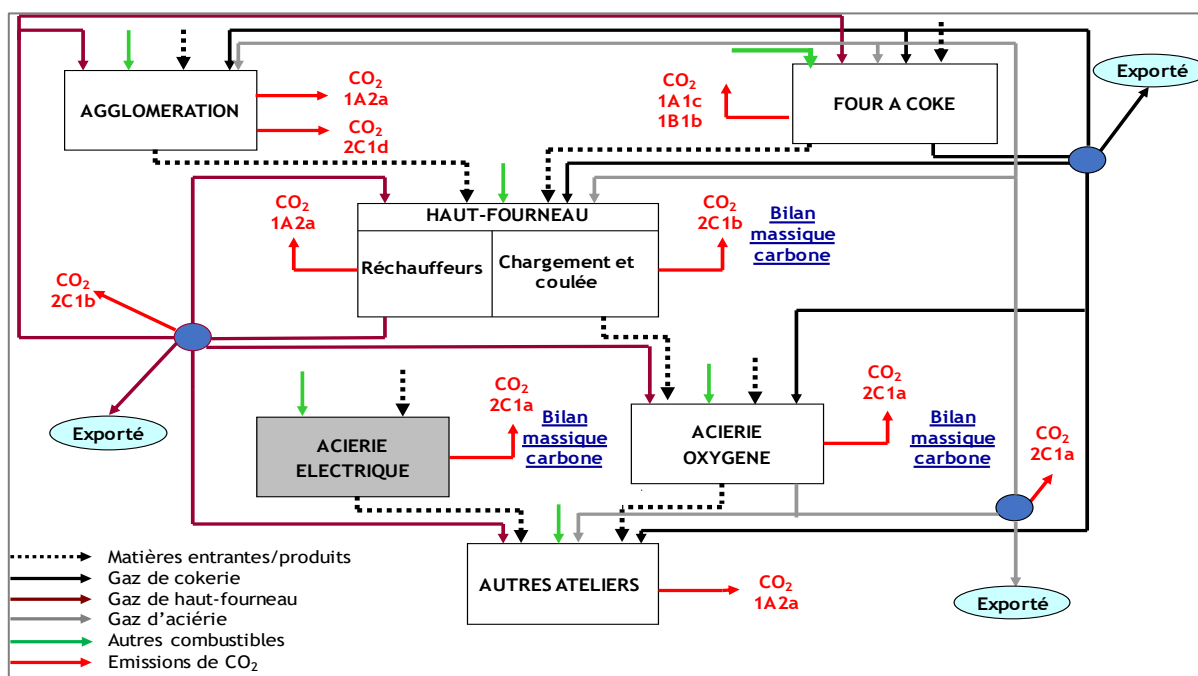 Exporté
AGGLOMERATION
CO₂
1A2a
CO₂
2C1d
CO₂
1A1c
1B1b
FOUR A COKE
CO₂
1A2a
HAUT-FOURNEAU
Réchauffeurs
Chargement et
coulée
CO₂
2C1b
Bilan
massique
carbone
CO₂
2C1b
Exporté
ACIERIE
ELECTRIQUE
CO₂
2C1a
Bilan
massique
carbone
ACIERIE
OXYGENE
CO₂
2C1a
Bilan
massique
carbone
CO₂
2C1a
AUTRES ATELIERS
CO₂
1A2a
Exporté
Matières entrantes/produits
Gaz de cokerie
Gaz de haut-fourneau
Gaz d'aciérie
Autres combustibles
Emissions de CO₂